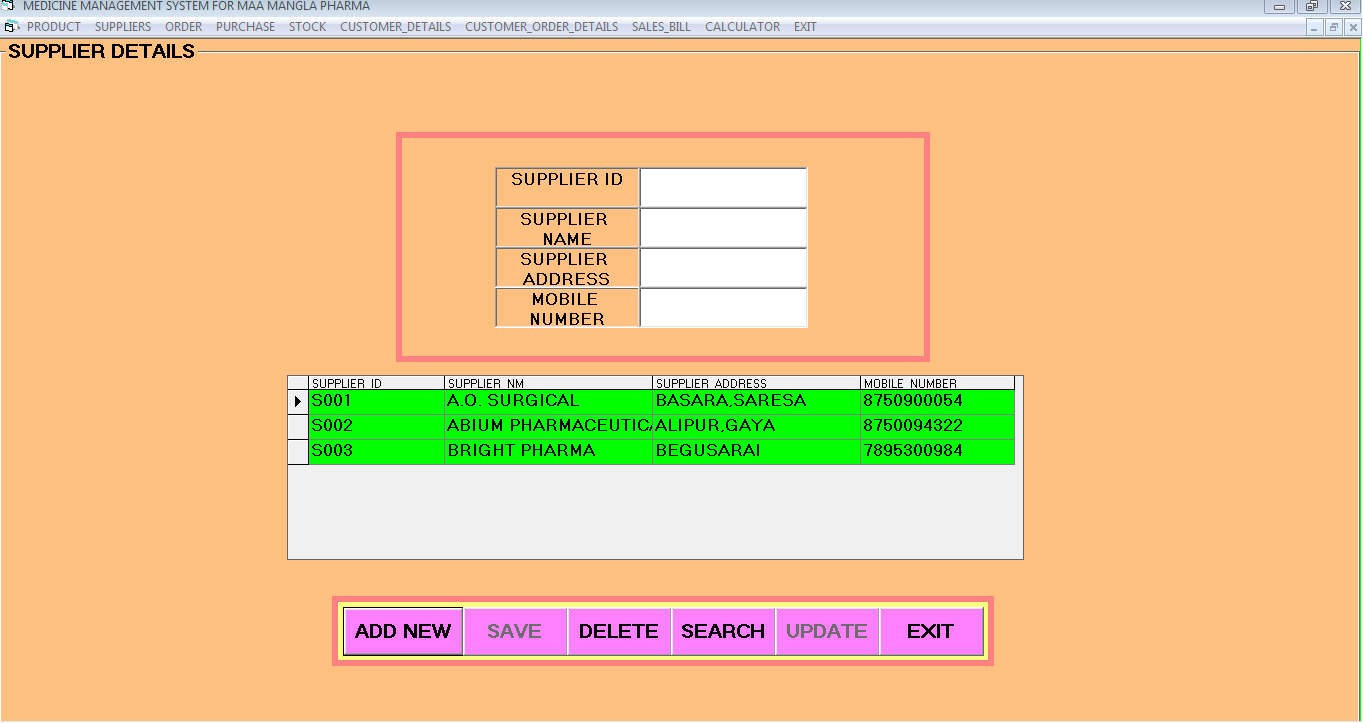 MEDICINE MANAGEMENT SYSTEM FOR MAA MANGLA PHARMA
PRODUCT SUPPLIERS ORDER PURCHASE STOCK CUSTOMER_DETAILS CUSTOMER_ORDER_DETAILS SALES_BILL CALCULATOR EXIT
SUPPLIER DETAILS
SUPPLIER ID
SUPPLIER
NAME
SUPPLIER
ADDRESS
MOBILE
NUMBER
SUPPLIER_ID SUPPLIER_NM SUPPLIER_ADDRESS MOBILE_NUMBER
S001 A.O. SURGICAL BASARA,SARESA 8750900054
S002 ABIUM PHARMACEUTICA ALIPUR,GAYA 8750094322
S003 BRIGHT PHARMA BEGUSARAI 7895300984
ADD NEW SAVE DELETE SEARCH UPDATE EXIT